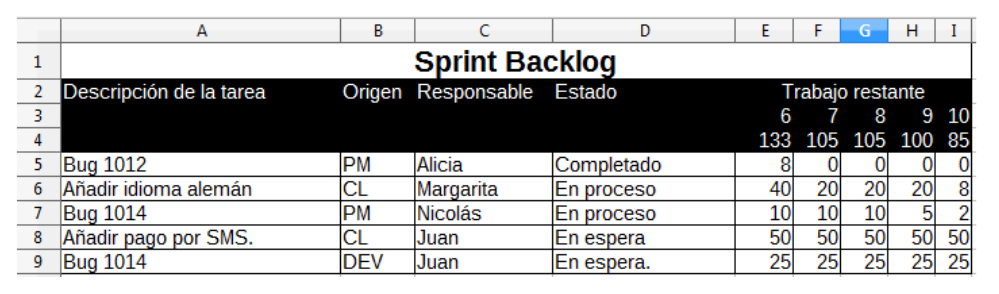 A B C D E F G H I
1 Sprint Backlog
2 Descripción de la tarea Origen Responsable Estado Trabajo restante
3 6 7 8 9 10
4 133 105 105 100 85
5 Bug 1012 PM Alicia Completado 8 0 0 0 0
6 Añadir idioma alemán CL Margarita En proceso 40 20 20 20 8
7 Bug 1014 PM Nicolás En proceso 10 10 10 5 2
8 Añadir pago por SMS. CL Juan En espera 50 50 50 50 50
9 Bug 1014 DEV Juan En espera. 25 25 25 25 25